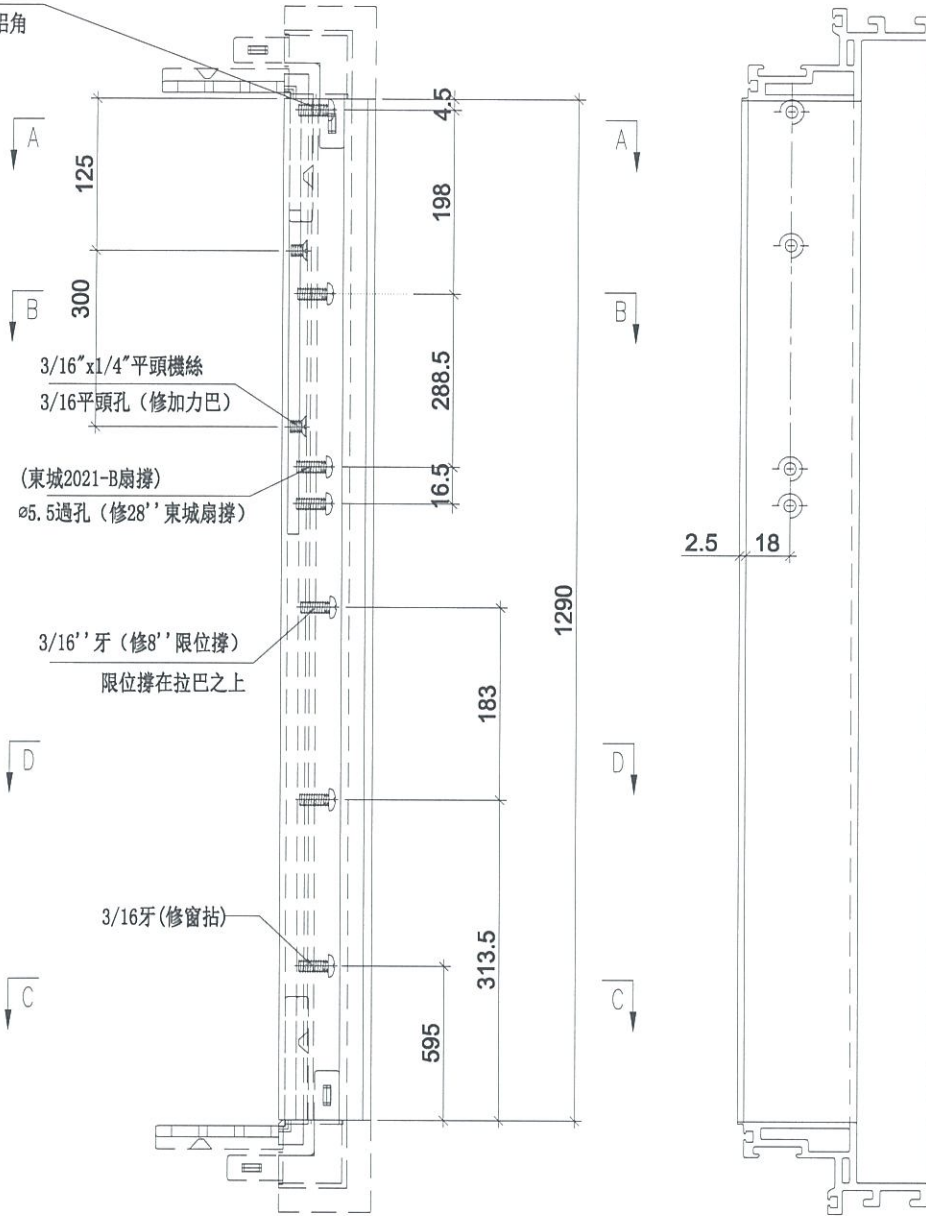 鋁角
A
A
4.5
125
198
300
B
B
3/16"x1/4"平頭機絲
3/16平頭孔（修加力巴）
288.5
(東城2021-B扇撐)
ø5.5過孔（修28''東城扇撐）
16.5
2.5
18
1290
3/16''牙（修8''限位撐）
限位撐在拉巴之上
183
D
D
3/16牙(修窗拈)
313.5
C
C
595